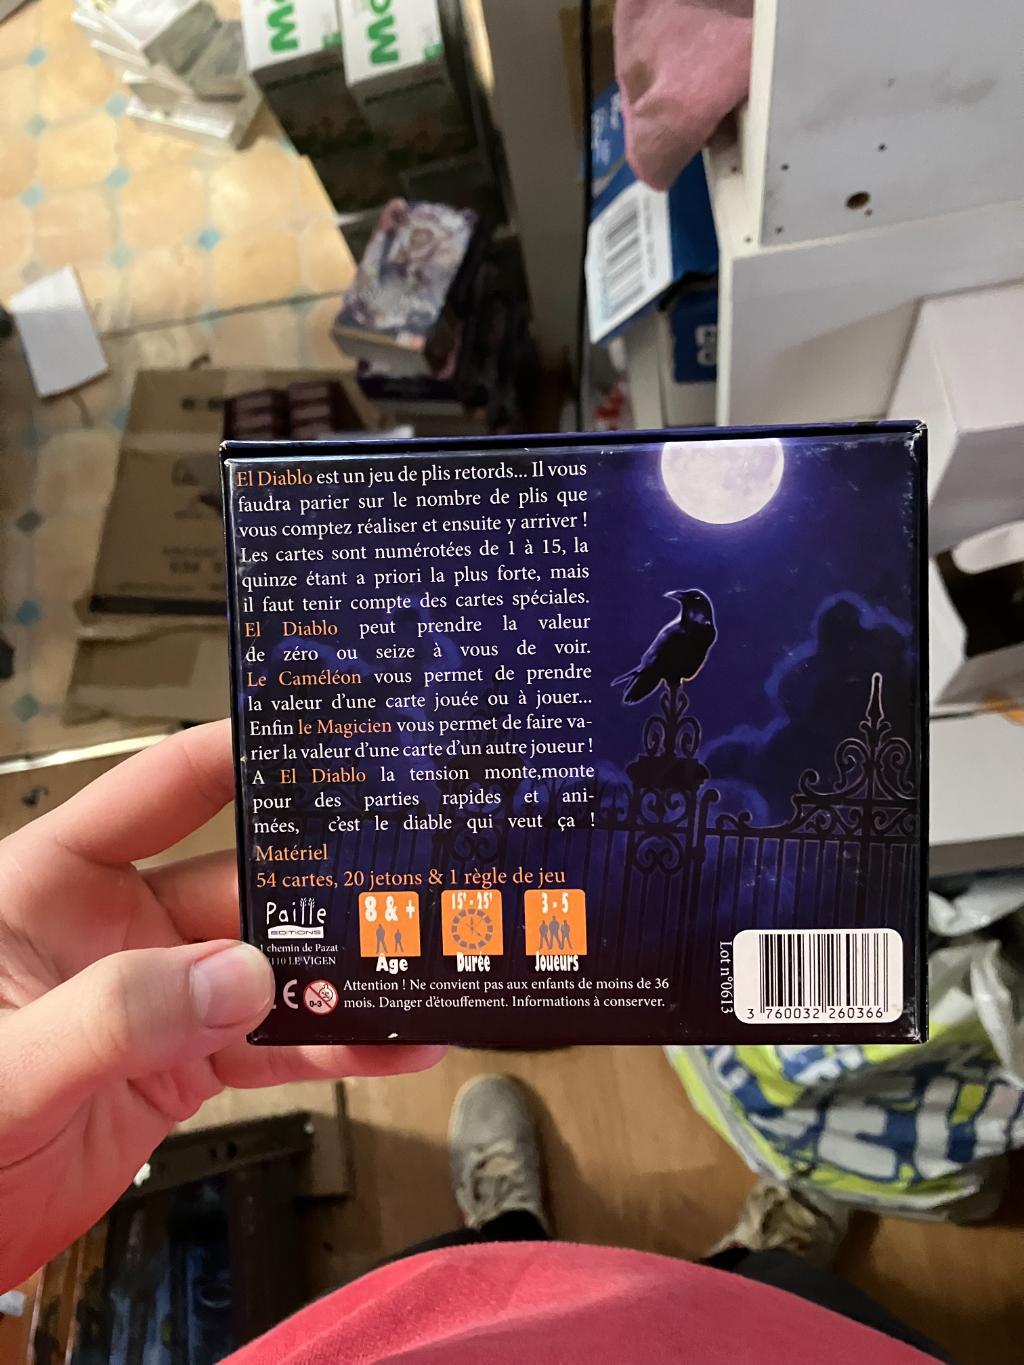 El Diablo est un jeu de plis retords... Il vous
faudra parier sur le nombre de plis que
vous comptez réaliser et ensuite y arriver !
Les cartes sont numérotées de 1 à 15, la
quinze étant a priori la plus forte, mais
il faut tenir compte des cartes spéciales.
El Diablo peut prendre la valeur
de zéro ou seize à vous de voir.
Le Caméléon vous permet de prendre
la valeur d'une carte jouée ou à jouer...
Enfin le Magicien vous permet de faire va-
rier la valeur d'une carte d'un autre joueur !
A El Diablo la tension monte,monte
pour des parties rapides et ani-
mées, c'est le diable qui veut ça !
Matériel
54 cartes, 20 jetons & 1 règle de jeu
Paille
EDITIONS
chemin de Pazat
LE VIGEN
8 & +
Âge
15' - 25'
Durée
3 - 5
Joueurs
CE
0-3
Attention ! Ne convient pas aux enfants de moins de 36
mois. Danger d'étouffement. Informations à conserver.
Lot n°0613
3 760032 260366